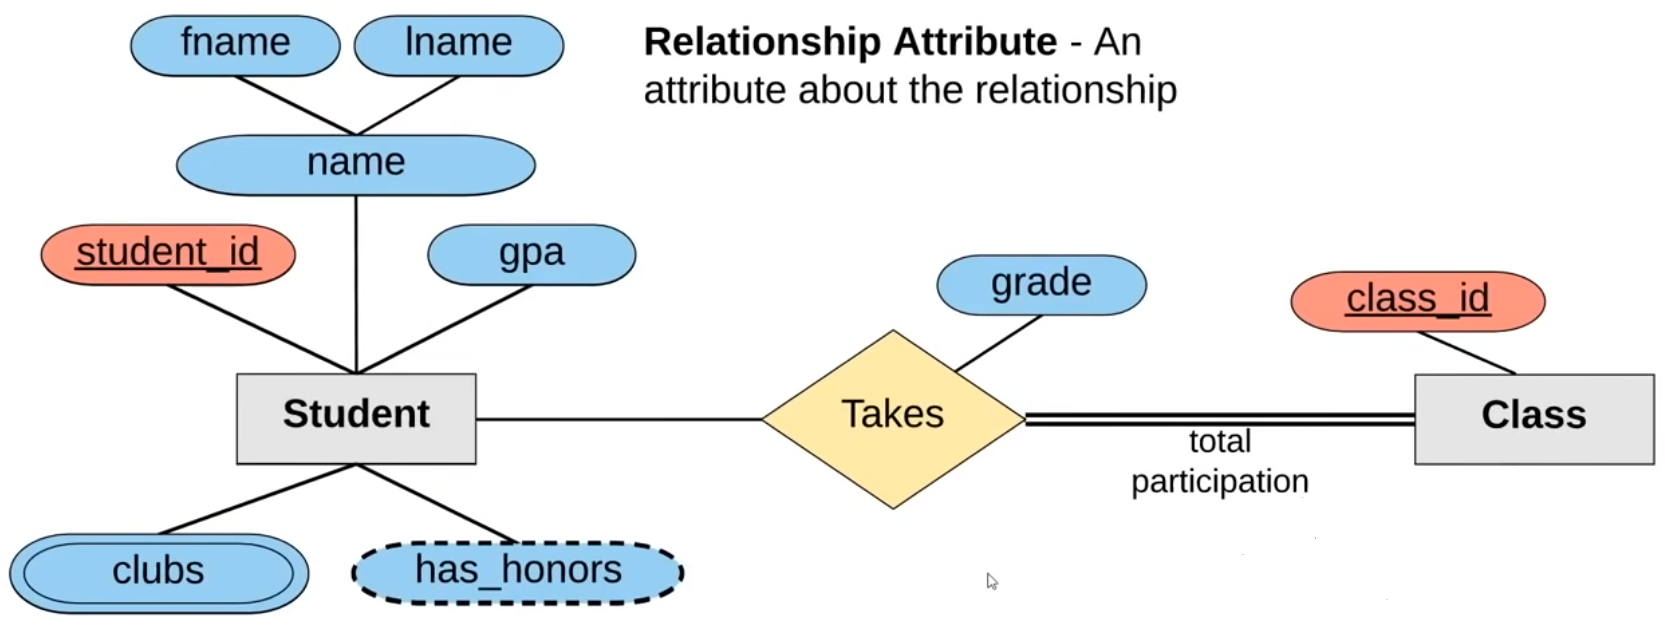 fname
lname
Relationship Attribute - An
attribute about the relationship
name
student_id
gpa
grade
class_id
Student
Takes
Class
total
participation
clubs
has_honors